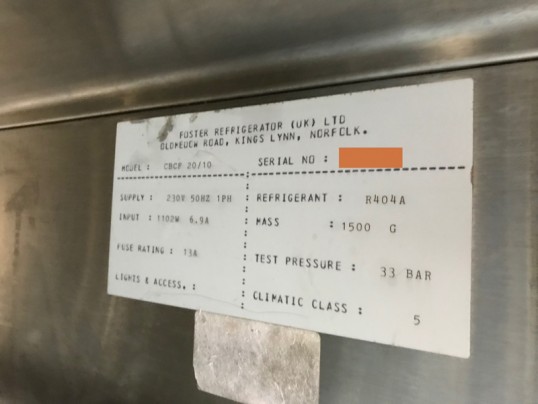 FOSTER REFRIGERATOR (UK) LTD
OLDMEDOW ROAD, KINGS LYNN, NORFOLK.
MODEL : CBCP 20/10 SERIAL NO :
SUPPLY : 230V 50HZ 1PH REFRIGERANT : R404A
INPUT : 1102W 6.9A MASS : 1500 G
FUSE RATING : 13A TEST PRESSURE : 33 BAR
LIGHTS & ACCESS. : CLIMATIC CLASS : 5